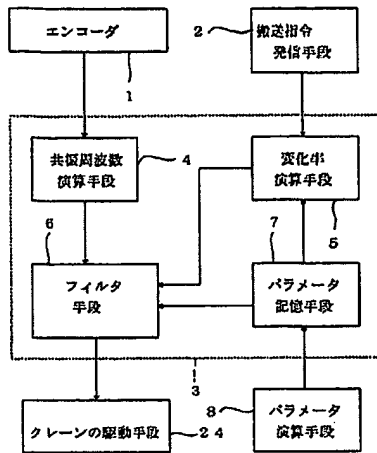 エンコーダ
1
2
搬送指令
発信手段
共振周波数
演算手段
4
変化率
演算手段
5
6
フィルタ
手段
7
パラメータ
記憶手段
3
クレーンの駆動手段
24
8
パラメータ
演算手段